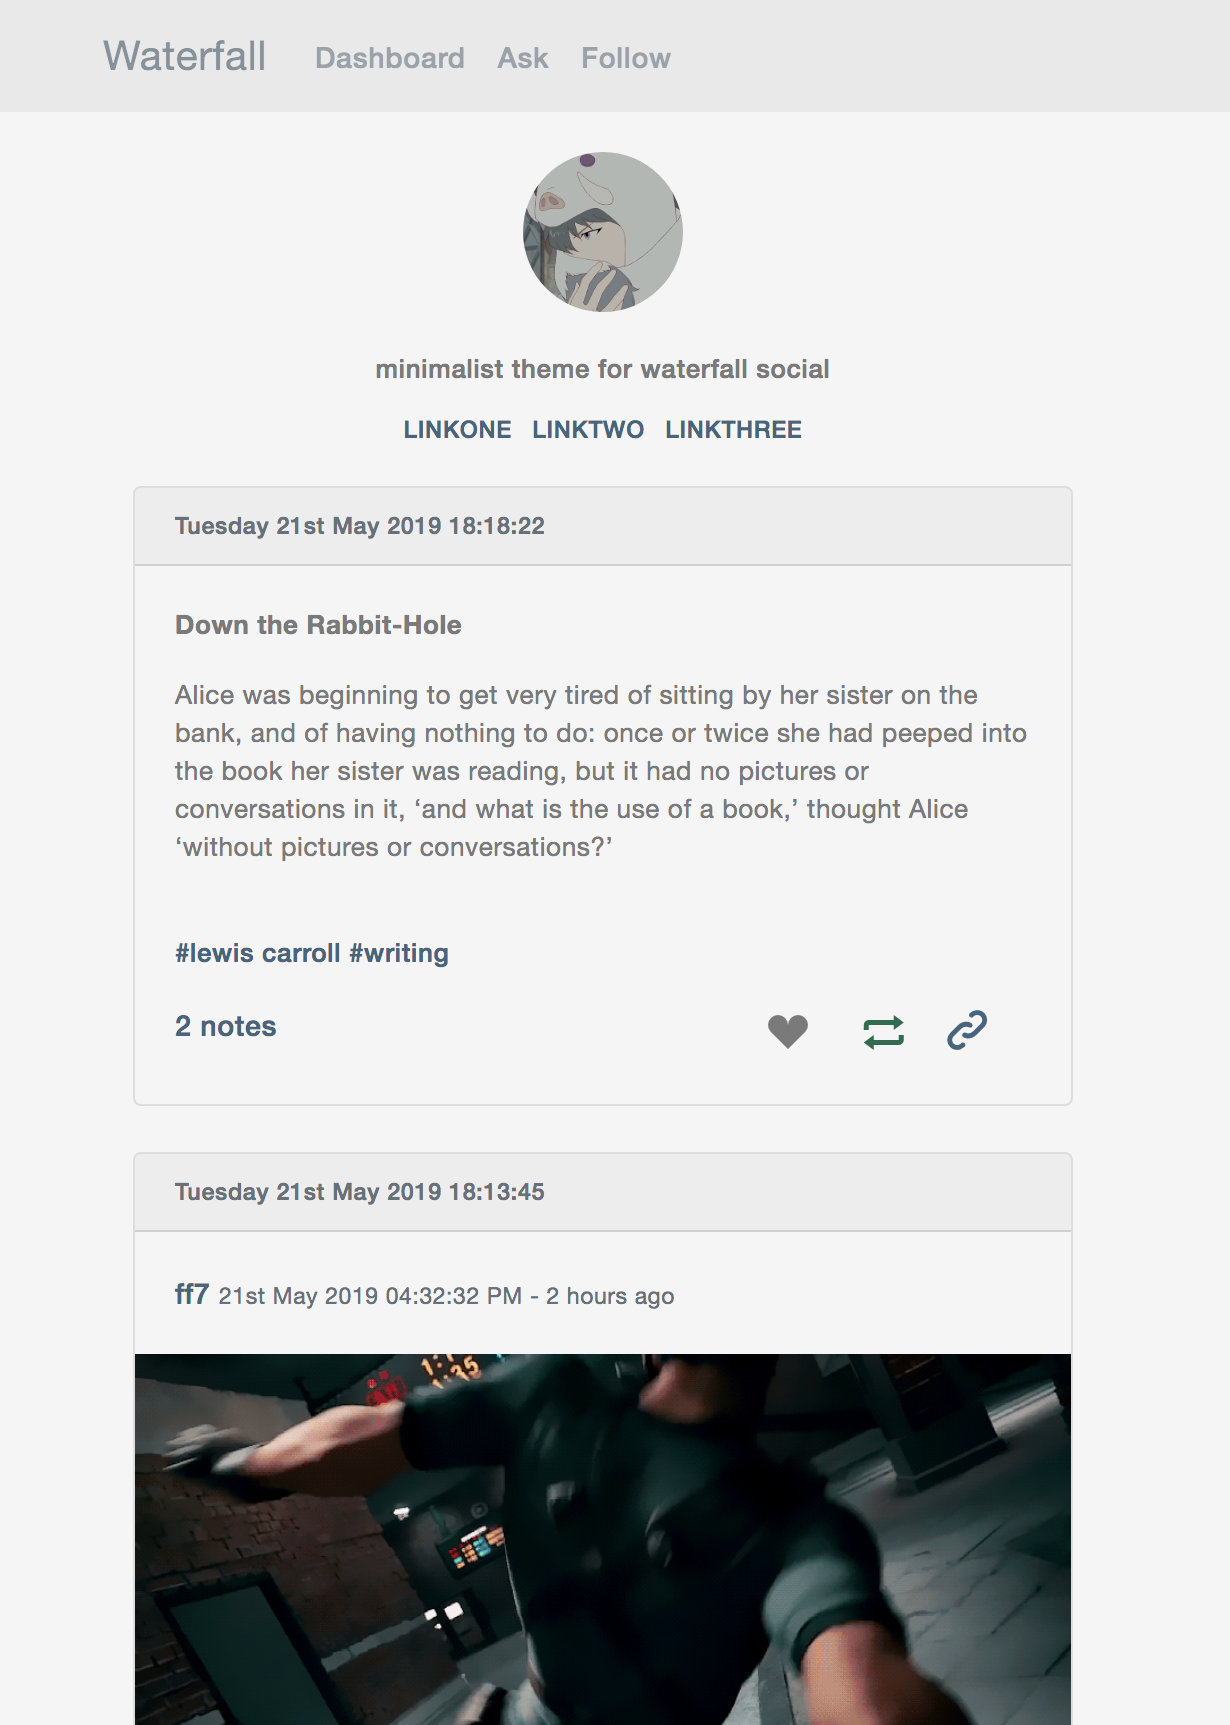 Waterfall Dashboard Ask Follow
minimalist theme for waterfall social
LINKONE LINKTWO LINKTHREE
Tuesday 21st May 2019 18:18:22
Down the Rabbit-Hole
Alice was beginning to get very tired of sitting by her sister on the
bank, and of having nothing to do: once or twice she had peeped into
the book her sister was reading, but it had no pictures or
conversations in it, ‘and what is the use of a book,’ thought Alice
‘without pictures or conversations?’
#lewis carroll #writing
2 notes
Tuesday 21st May 2019 18:13:45
ff7 21st May 2019 04:32:32 PM - 2 hours ago
1:35